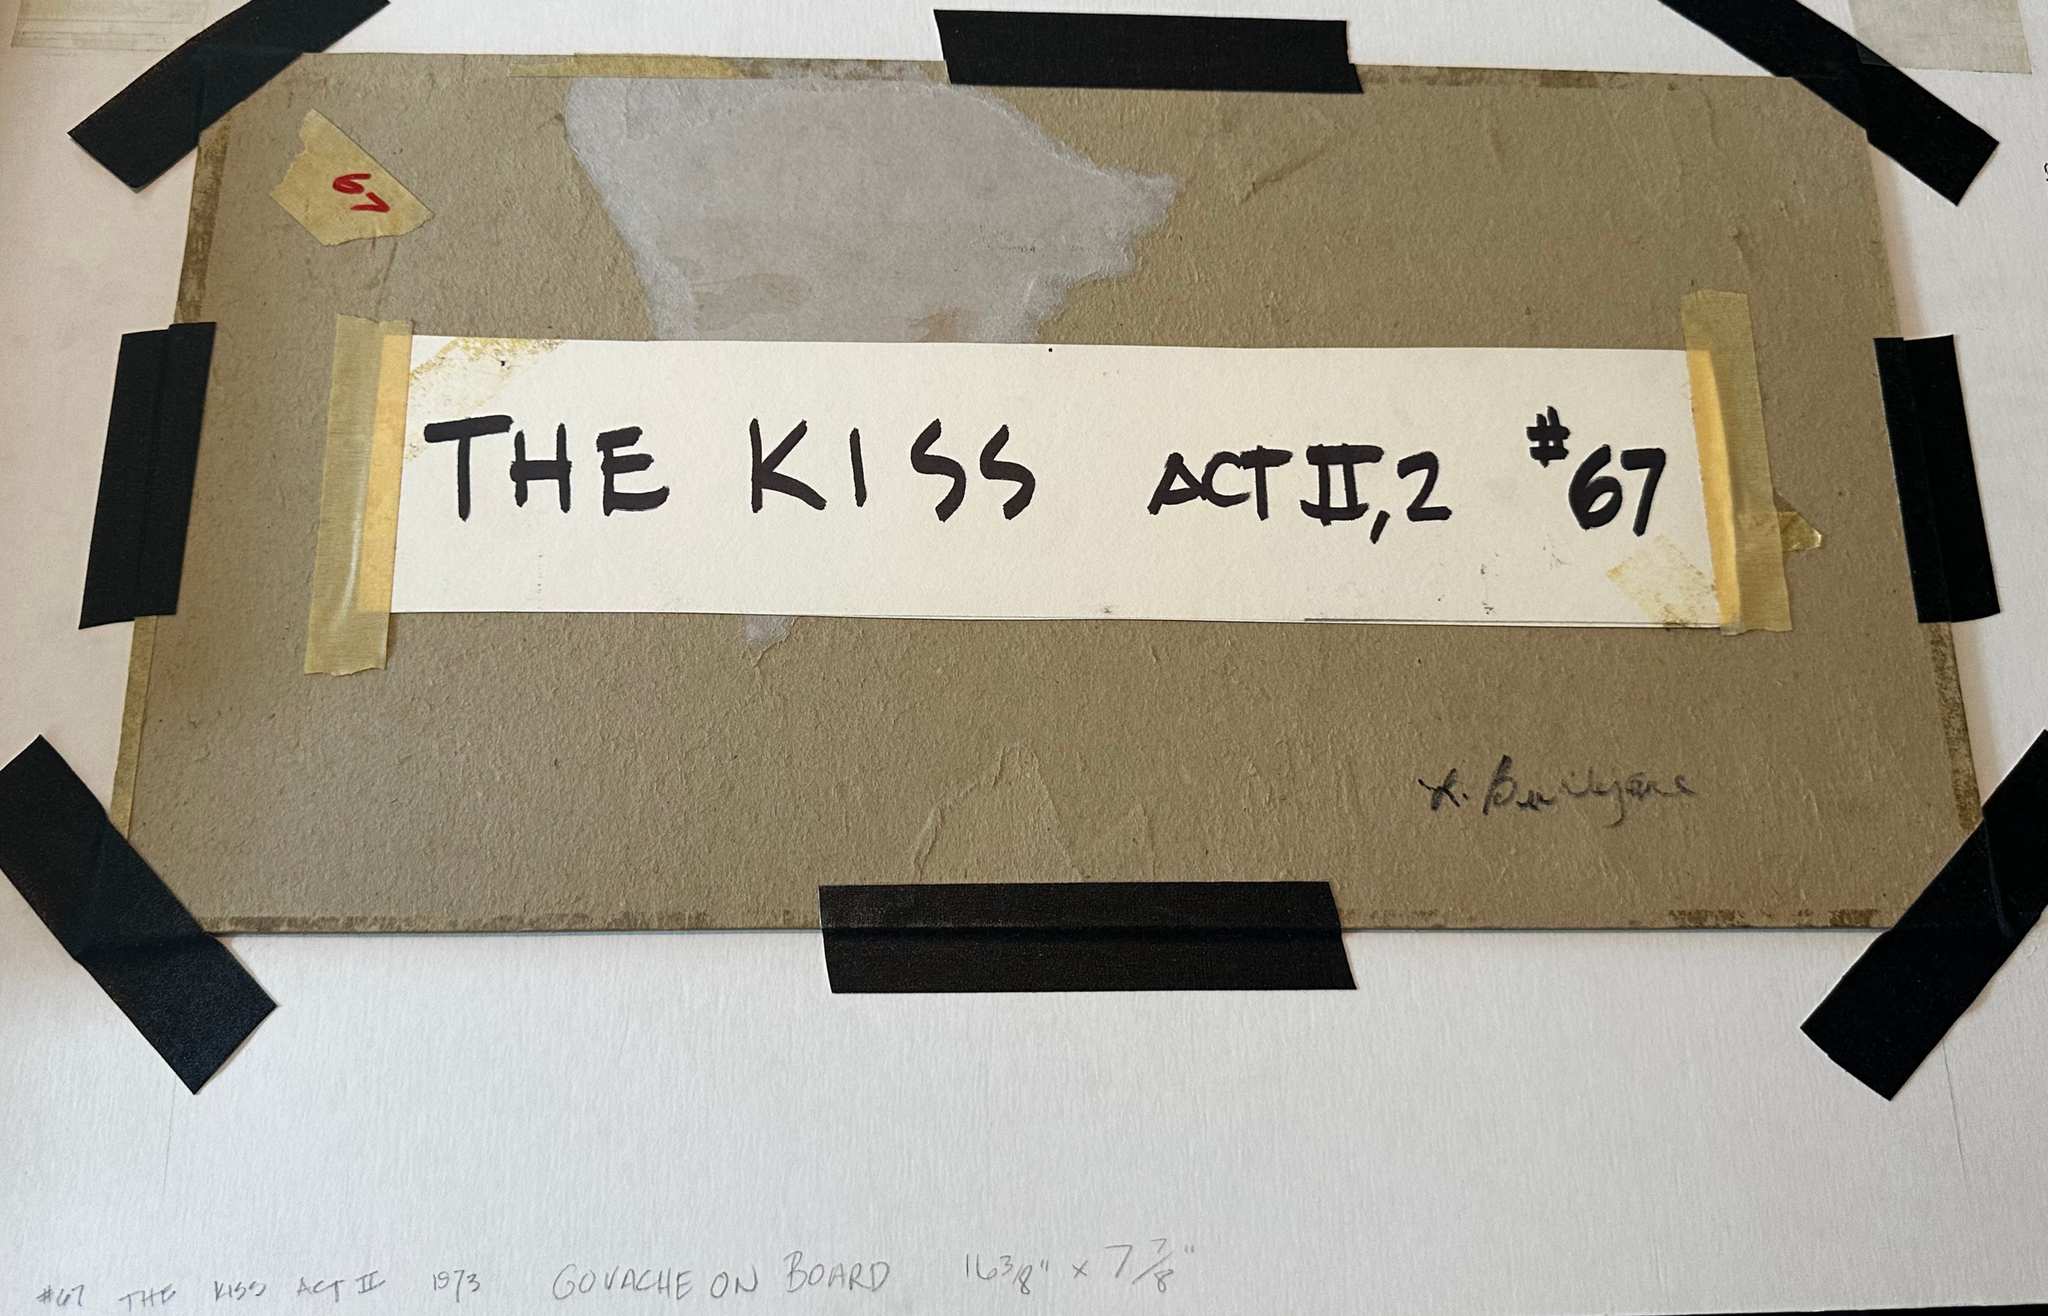 67
THE KISS ACT II, 2 #67
#67 THE KISS ACT II 1973 GOUACHE ON BOARD 16 3/8" x 7 7/8"